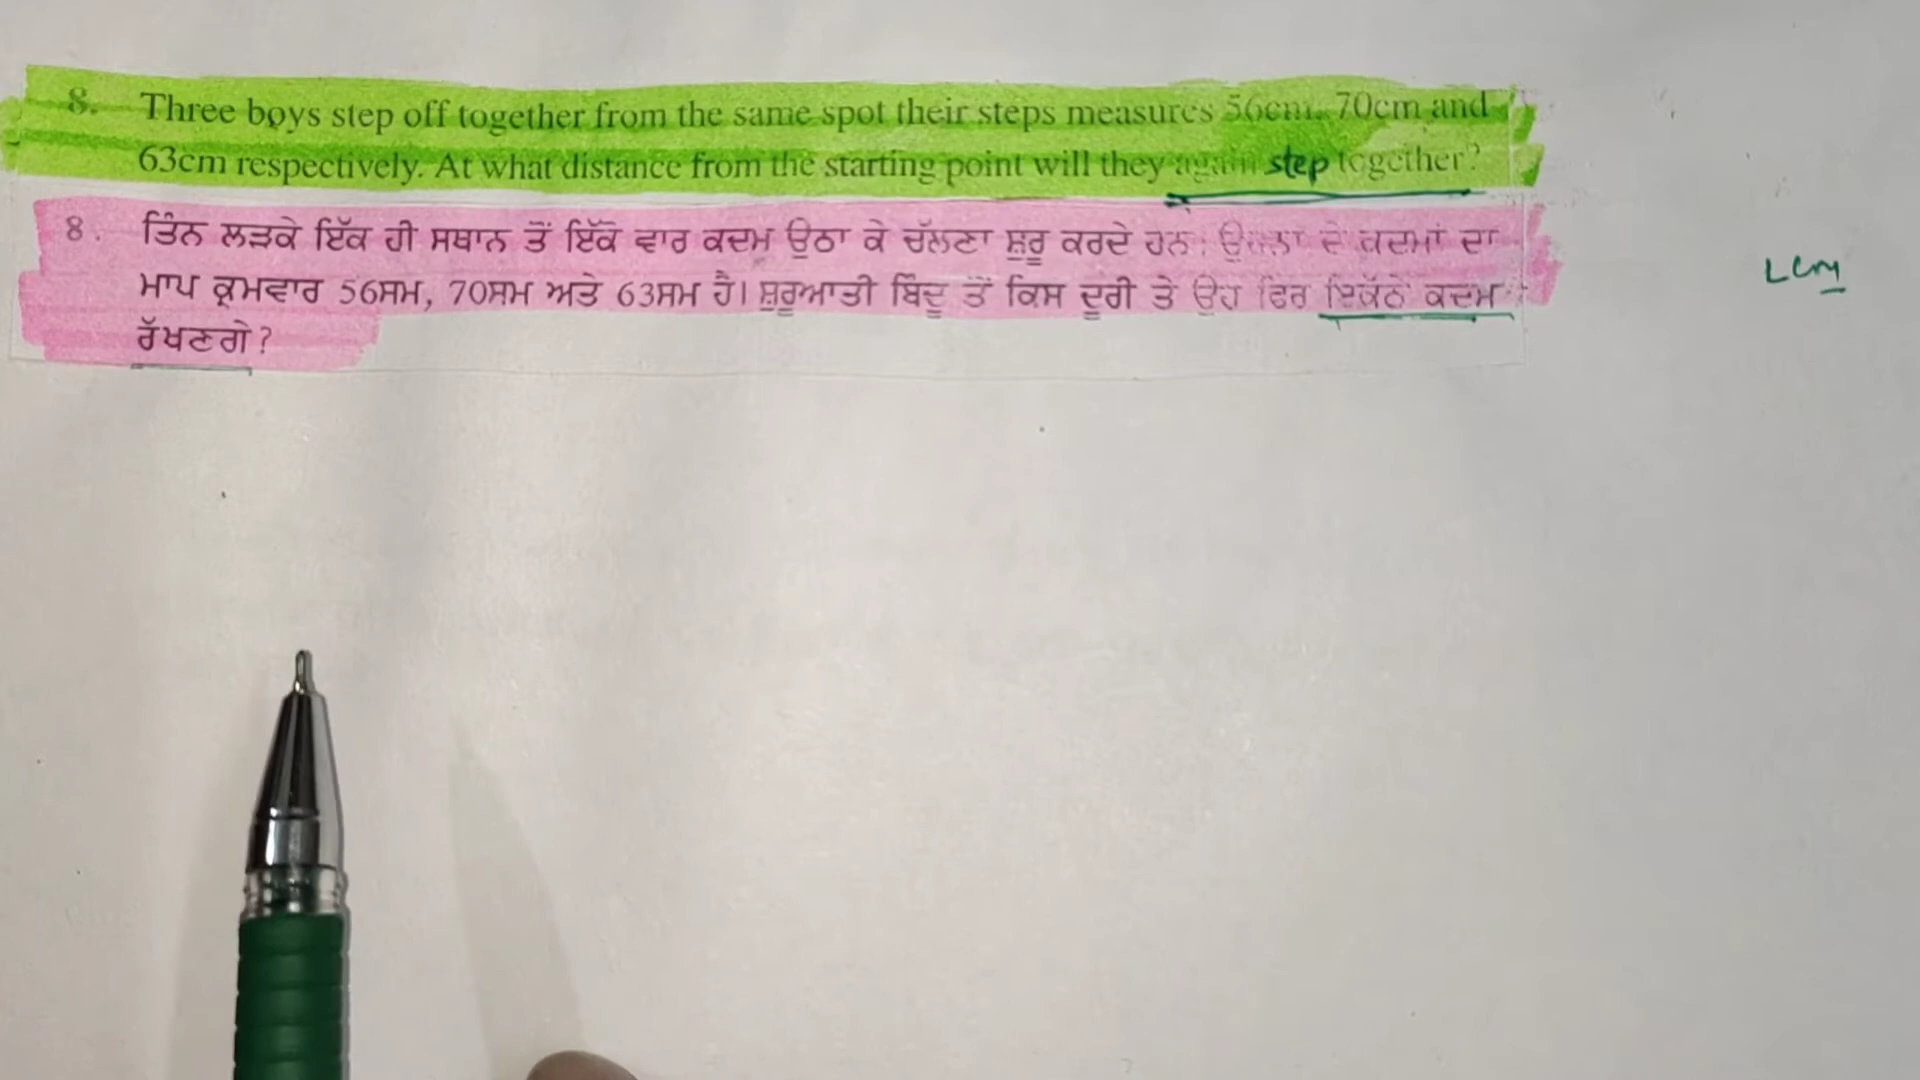 8. Three boys step off together from the same spot their steps measures 56cm, 70cm and
63cm respectively. At what distance from the starting point will they again step together?
8. ਤਿੰਨ ਲੜਕੇ ਇੱਕ ਹੀ ਸਥਾਨ ਤੋਂ ਇੱਕੋ ਵਾਰ ਕਦਮ ਉਠਾ ਕੇ ਚੱਲਣਾ ਸ਼ੁਰੂ ਕਰਦੇ ਹਨ। ਉਹਨਾਂ ਦੇ ਕਦਮਾਂ ਦਾ
ਮਾਪ ਕ੍ਰਮਵਾਰ 56ਸਮ, 70ਸਮ ਅਤੇ 63ਸਮ ਹੈ। ਸ਼ੁਰੂਆਤੀ ਬਿੰਦੂ ਤੋਂ ਕਿਸ ਦੂਰੀ ਤੇ ਉਹ ਫਿਰ ਇਕੱਠੇ ਕਦਮ
ਰੱਖਣਗੇ?
LCM